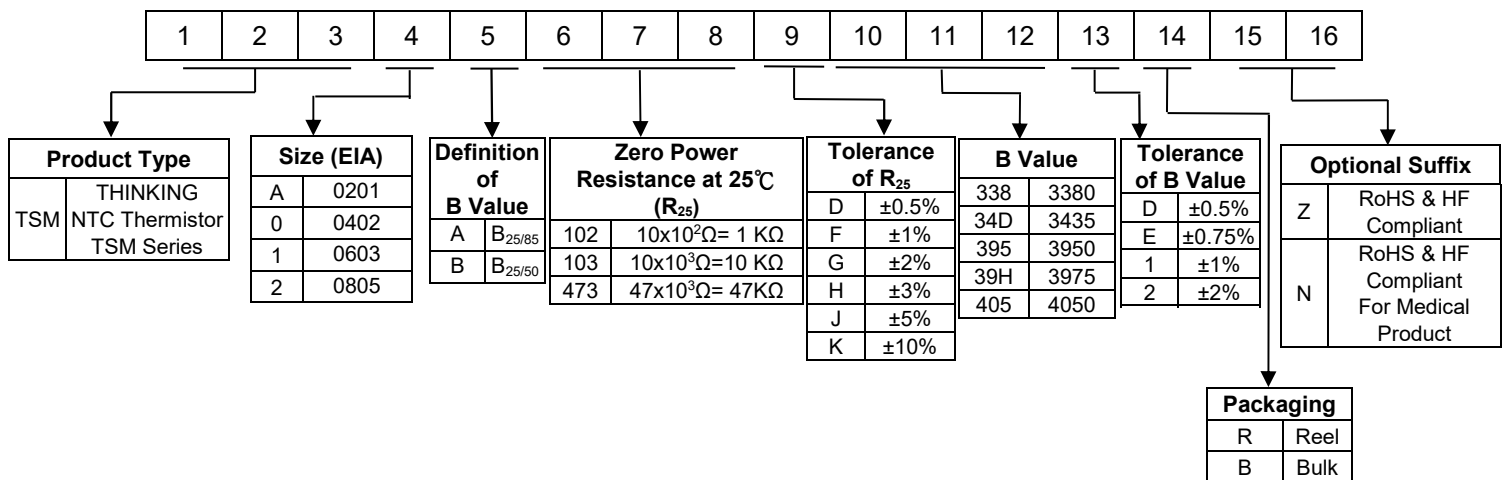 1 2 3 4 5 6 7 8 9 10 11 12 13 14 15 16
Product Type
TSM
THINKING
NTC Thermistor
TSM Series
Size (EIA)
A 0201
0 0402
1 0603
2 0805
Definition
of
B Value
A B25/85
B B25/50
Zero Power
Resistance at 25℃
(R25)
102 10x10²Ω= 1 KΩ
103 10x10³Ω=10 KΩ
473 47x10³Ω= 47KΩ
Tolerance
of R25
D ±0.5%
F ±1%
G ±2%
H ±3%
J ±5%
K ±10%
B Value
338 3380
34D 3435
395 3950
39H 3975
405 4050
Tolerance
of B Value
D ±0.5%
E ±0.75%
1 ±1%
2 ±2%
Optional Suffix
Z
RoHS & HF
Compliant
N
RoHS & HF
Compliant
For Medical
Product
Packaging
R Reel
B Bulk